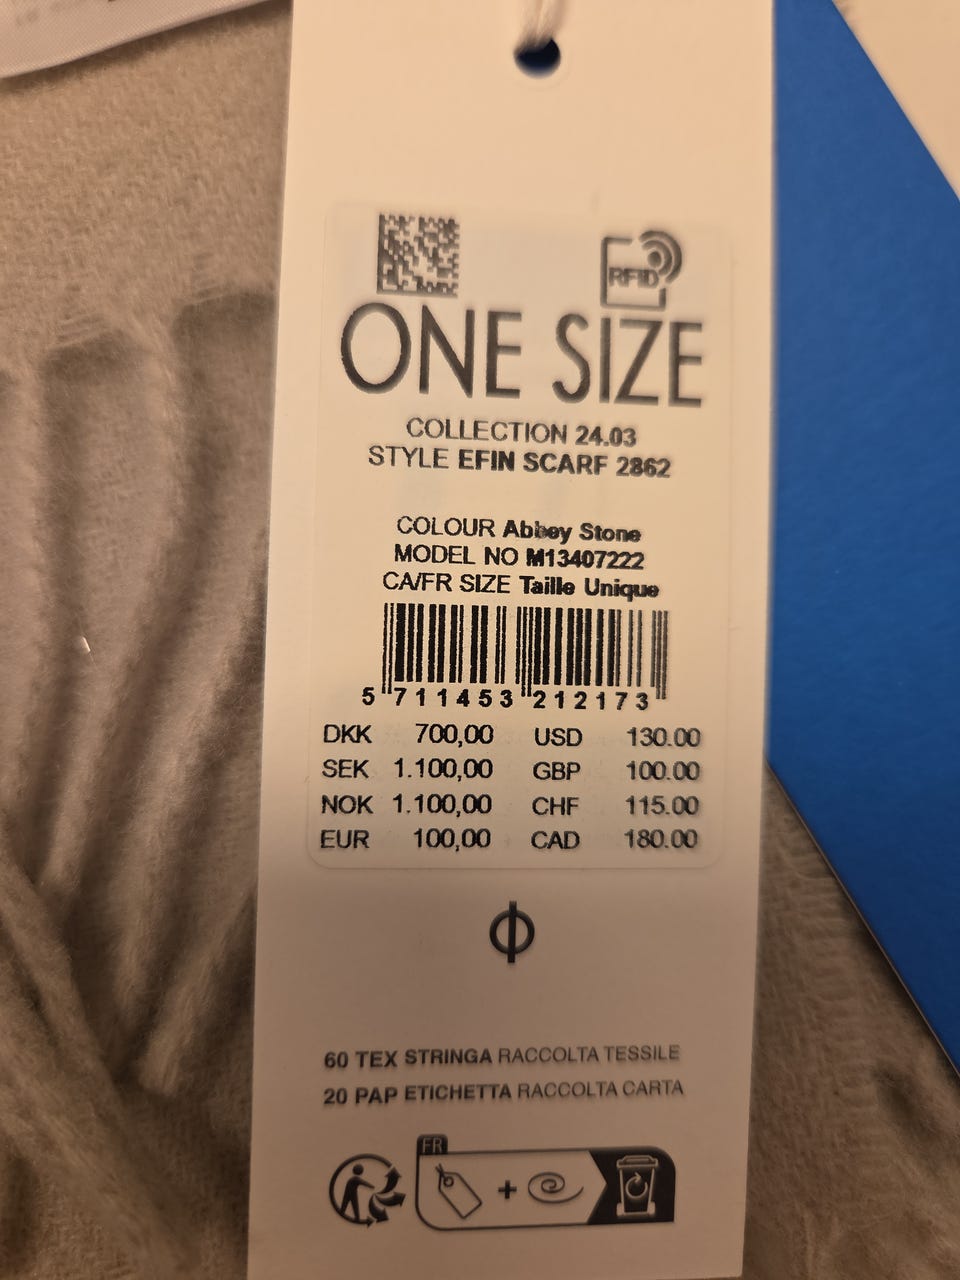 RFID
ONE SIZE
COLLECTION 24.03
STYLE EFIN SCARF 2862
COLOUR Abbey Stone
MODEL NO M13407222
CA/FR SIZE Taille Unique
5 711453 212173
DKK 700,00 USD 130.00
SEK 1.100,00 GBP 100.00
NOK 1.100,00 CHF 115.00
EUR 100,00 CAD 180.00
60 TEX STRINGA RACCOLTA TESSILE
20 PAP ETICHETTA RACCOLTA CARTA
FR